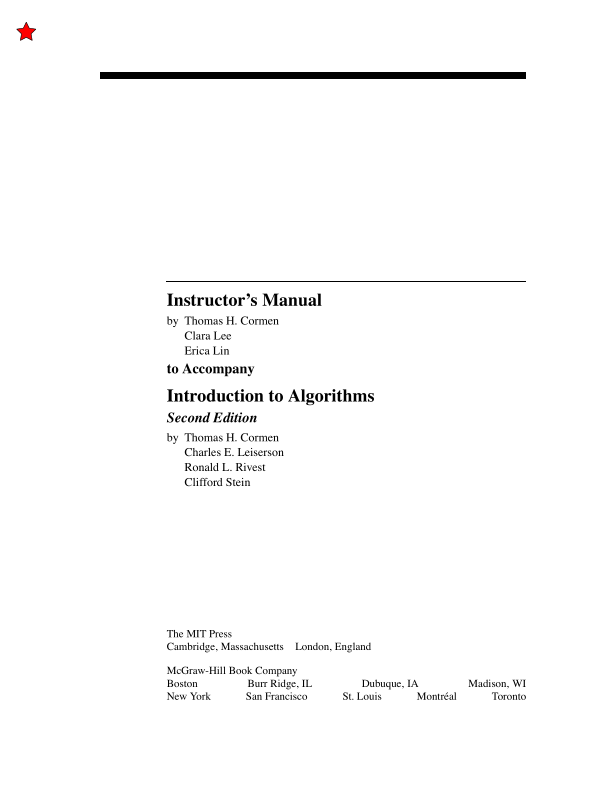 Instructor’s Manual
by Thomas H. Cormen
Clara Lee
Erica Lin
to Accompany
Introduction to Algorithms
Second Edition
by Thomas H. Cormen
Charles E. Leiserson
Ronald L. Rivest
Clifford Stein
The MIT Press
Cambridge, Massachusetts London, England
McGraw-Hill Book Company
Boston Burr Ridge, IL Dubuque, IA Madison, WI
New York San Francisco St. Louis Montréal Toronto